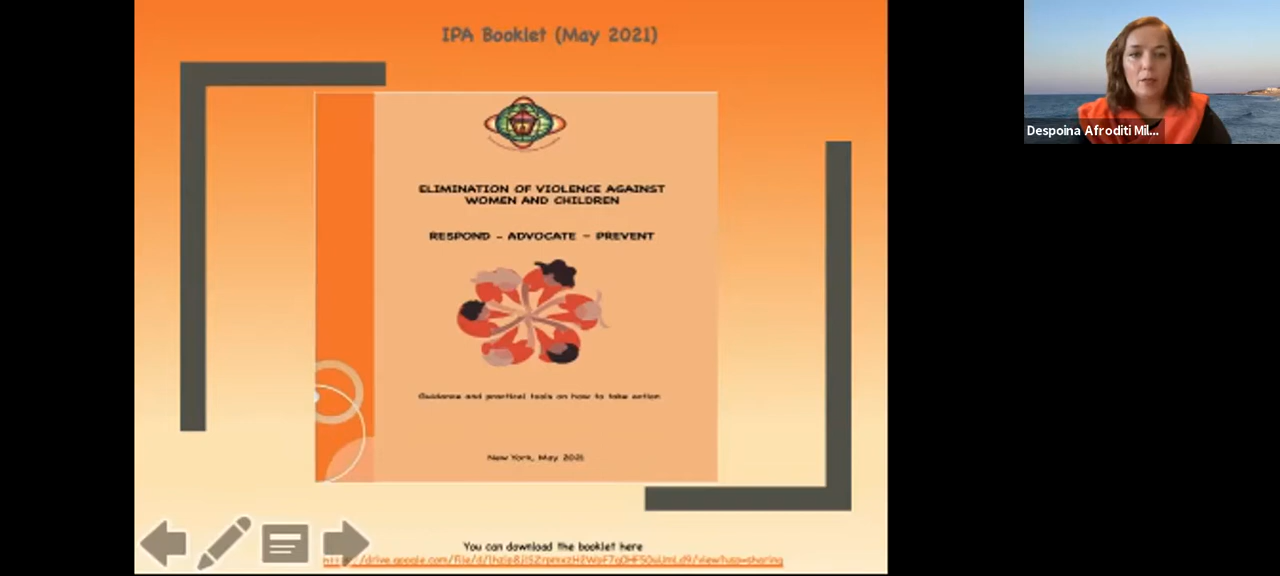 IPA Booklet (May 2021)
ELIMINATION OF VIOLENCE AGAINST
WOMEN AND CHILDREN
RESPOND - ADVOCATE - PREVENT
Guidance and practical tools on how to take action
New York, May 2021
You can download the booklet here
Despoina Afroditi Mil...